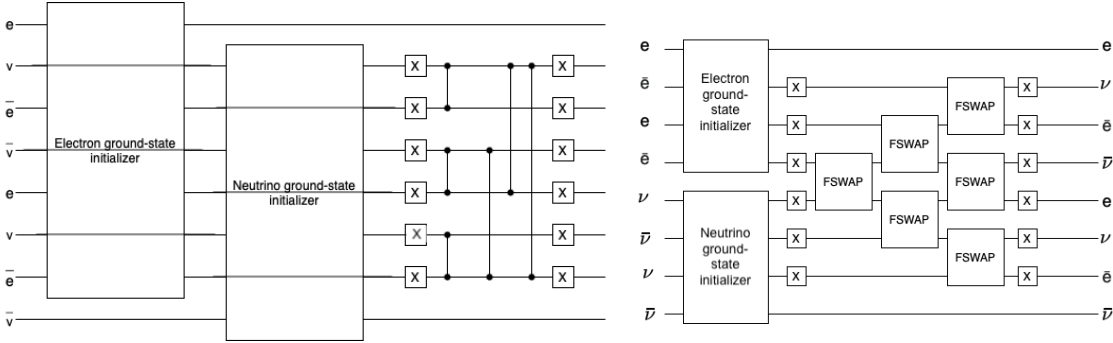 e
ν
e̅
ν̅
e
ν
e̅
ν̅
Electron ground-state
initializer
Neutrino ground-state
initializer
X X
X X
X X
X X
X X
X X
e
ē
e
ē
ν
ν̄
ν
ν̄
Electron
ground-
state
initializer
Neutrino
ground-
state
initializer
X
X
X
X
X
X
FSWAP
FSWAP
FSWAP
FSWAP
FSWAP
FSWAP
X
X
X
X
X
X
e
ν
ē
ν̄
e
ν
ē
ν̄